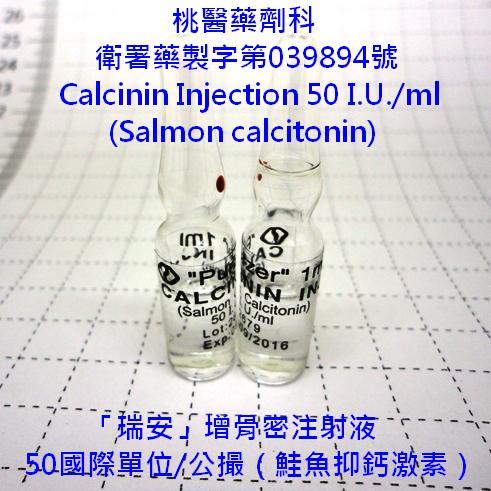 桃醫藥劑科
衛署藥製字第039894號
Calcinin Injection 50 I.U./ml
(Salmon calcitonin)
1ml
CALCININ IN
(Salmon Calcitonin)
50 I.U./ml
Lot:
Exp. /2016
「瑞安」增骨密注射液
50國際單位/公撮（鮭魚抑鈣激素）